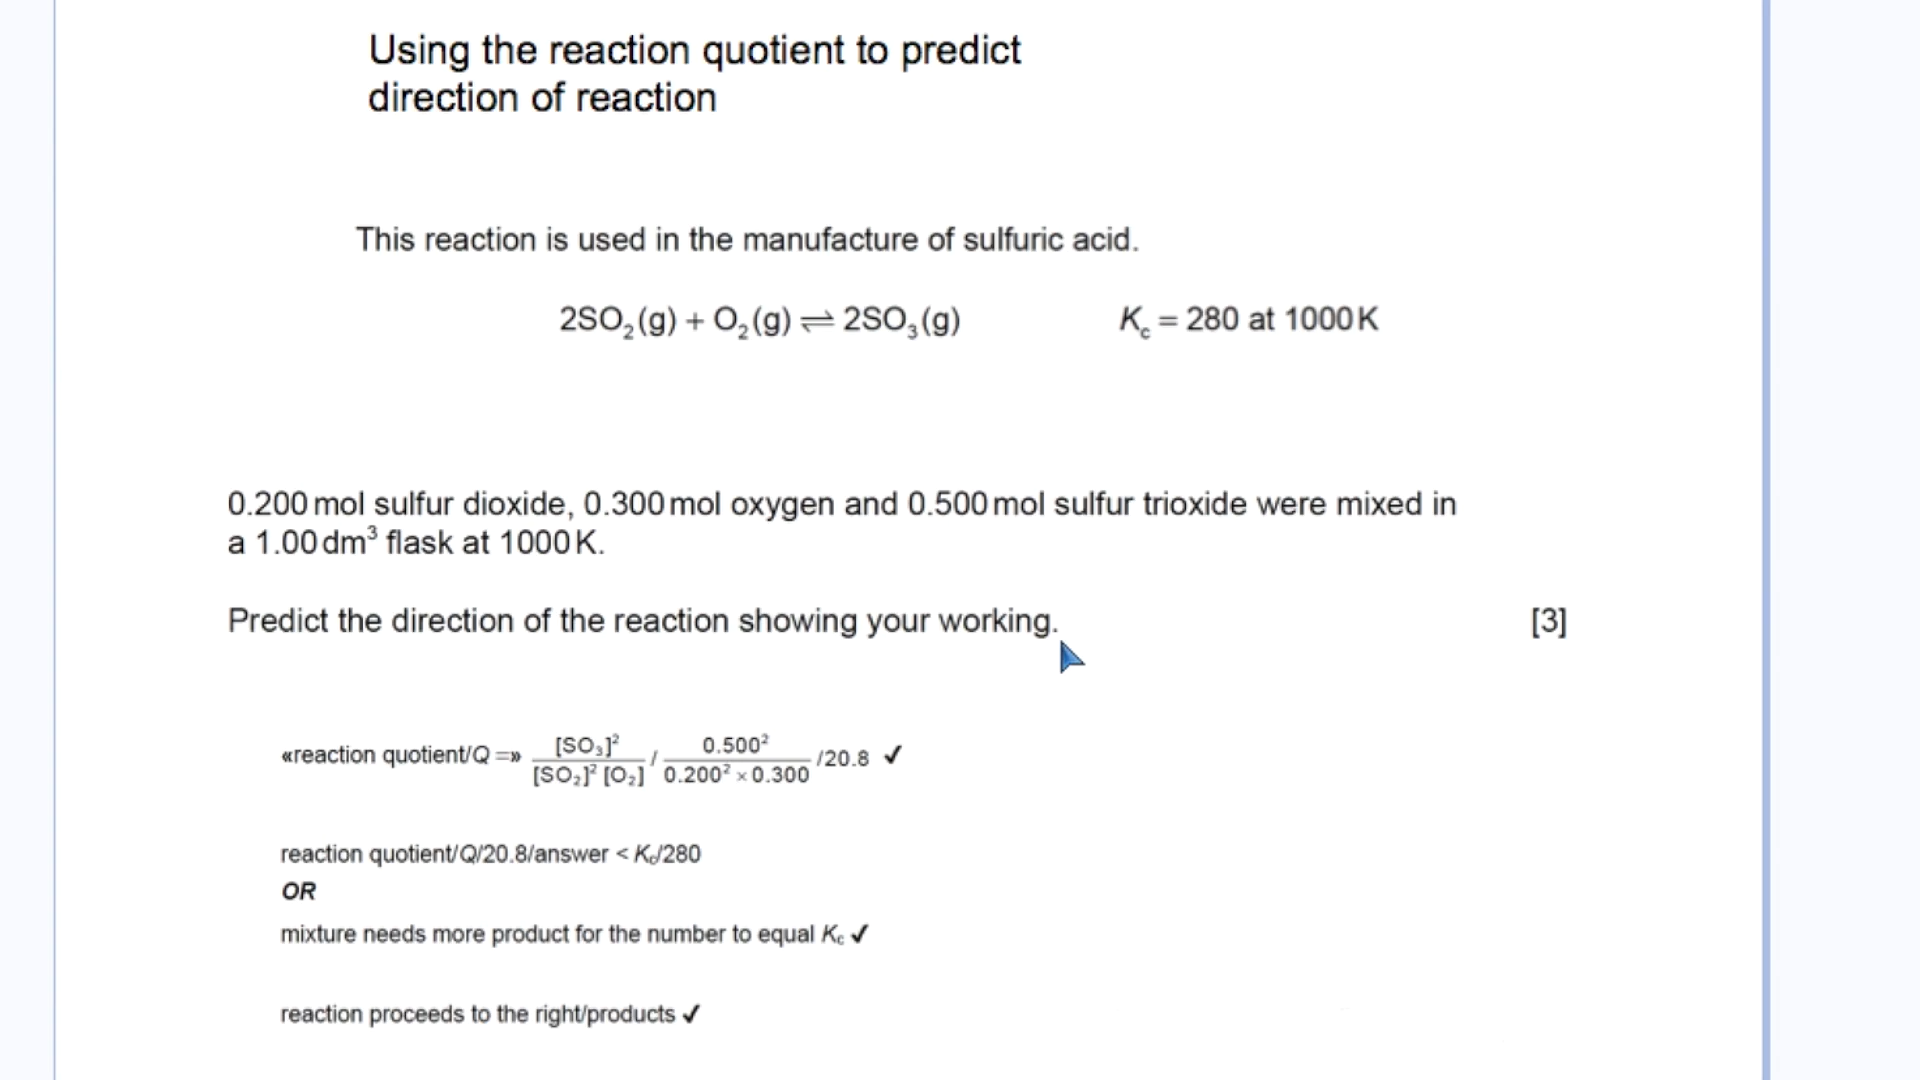 Using the reaction quotient to predict
direction of reaction
This reaction is used in the manufacture of sulfuric acid.
2SO₂(g) + O₂(g) ⇌ 2SO₃(g) K꜀ = 280 at 1000 K
0.200 mol sulfur dioxide, 0.300 mol oxygen and 0.500 mol sulfur trioxide were mixed in
a 1.00 dm³ flask at 1000 K.
Predict the direction of the reaction showing your working. [3]
«reaction quotient/Q =» [SO₃]² / [SO₂]² [O₂] / 0.500² / 0.200² × 0.300 /20.8 ✓
reaction quotient/Q/20.8/answer < K꜀/280
OR
mixture needs more product for the number to equal K꜀ ✓
reaction proceeds to the right/products ✓